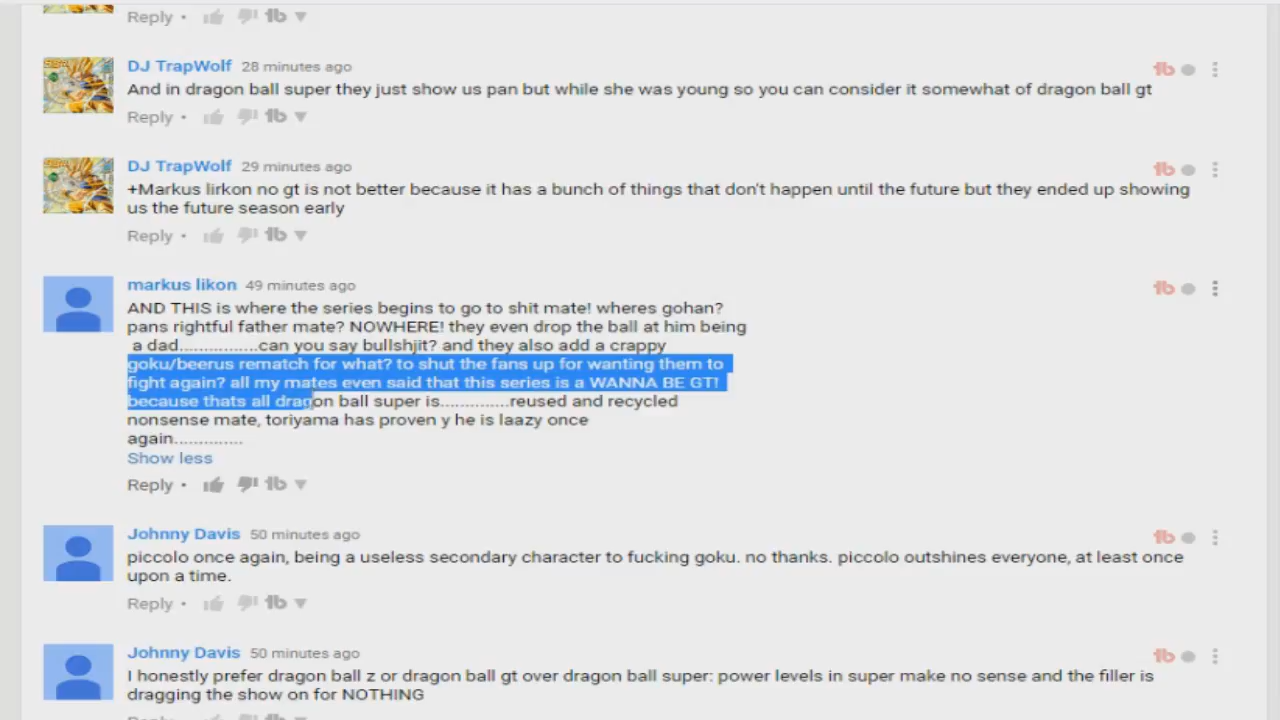 Reply •
DJ TrapWolf 28 minutes ago
And in dragon ball super they just show us pan but while she was young so you can consider it somewhat of dragon ball gt
Reply •
DJ TrapWolf 29 minutes ago
+Markus lirkon no gt is not better because it has a bunch of things that don't happen until the future but they ended up showing
us the future season early
Reply •
markus likon 49 minutes ago
AND THIS is where the series begins to go to shit mate! wheres gohan?
pans rightful father mate? NOWHERE! they even drop the ball at him being
a dad................can you say bullshjit? and they also add a crappy
goku/beerus rematch for what? to shut the fans up for wanting them to
fight again? all my mates even said that this series is a WANNA BE GT!
because thats all dragon ball super is..............reused and recycled
nonsense mate, toriyama has proven y he is laazy once
again..............
Show less
Reply •
Johnny Davis 50 minutes ago
piccolo once again, being a useless secondary character to fucking goku. no thanks. piccolo outshines everyone, at least once
upon a time.
Reply •
Johnny Davis 50 minutes ago
I honestly prefer dragon ball z or dragon ball gt over dragon ball super: power levels in super make no sense and the filler is
dragging the show on for NOTHING